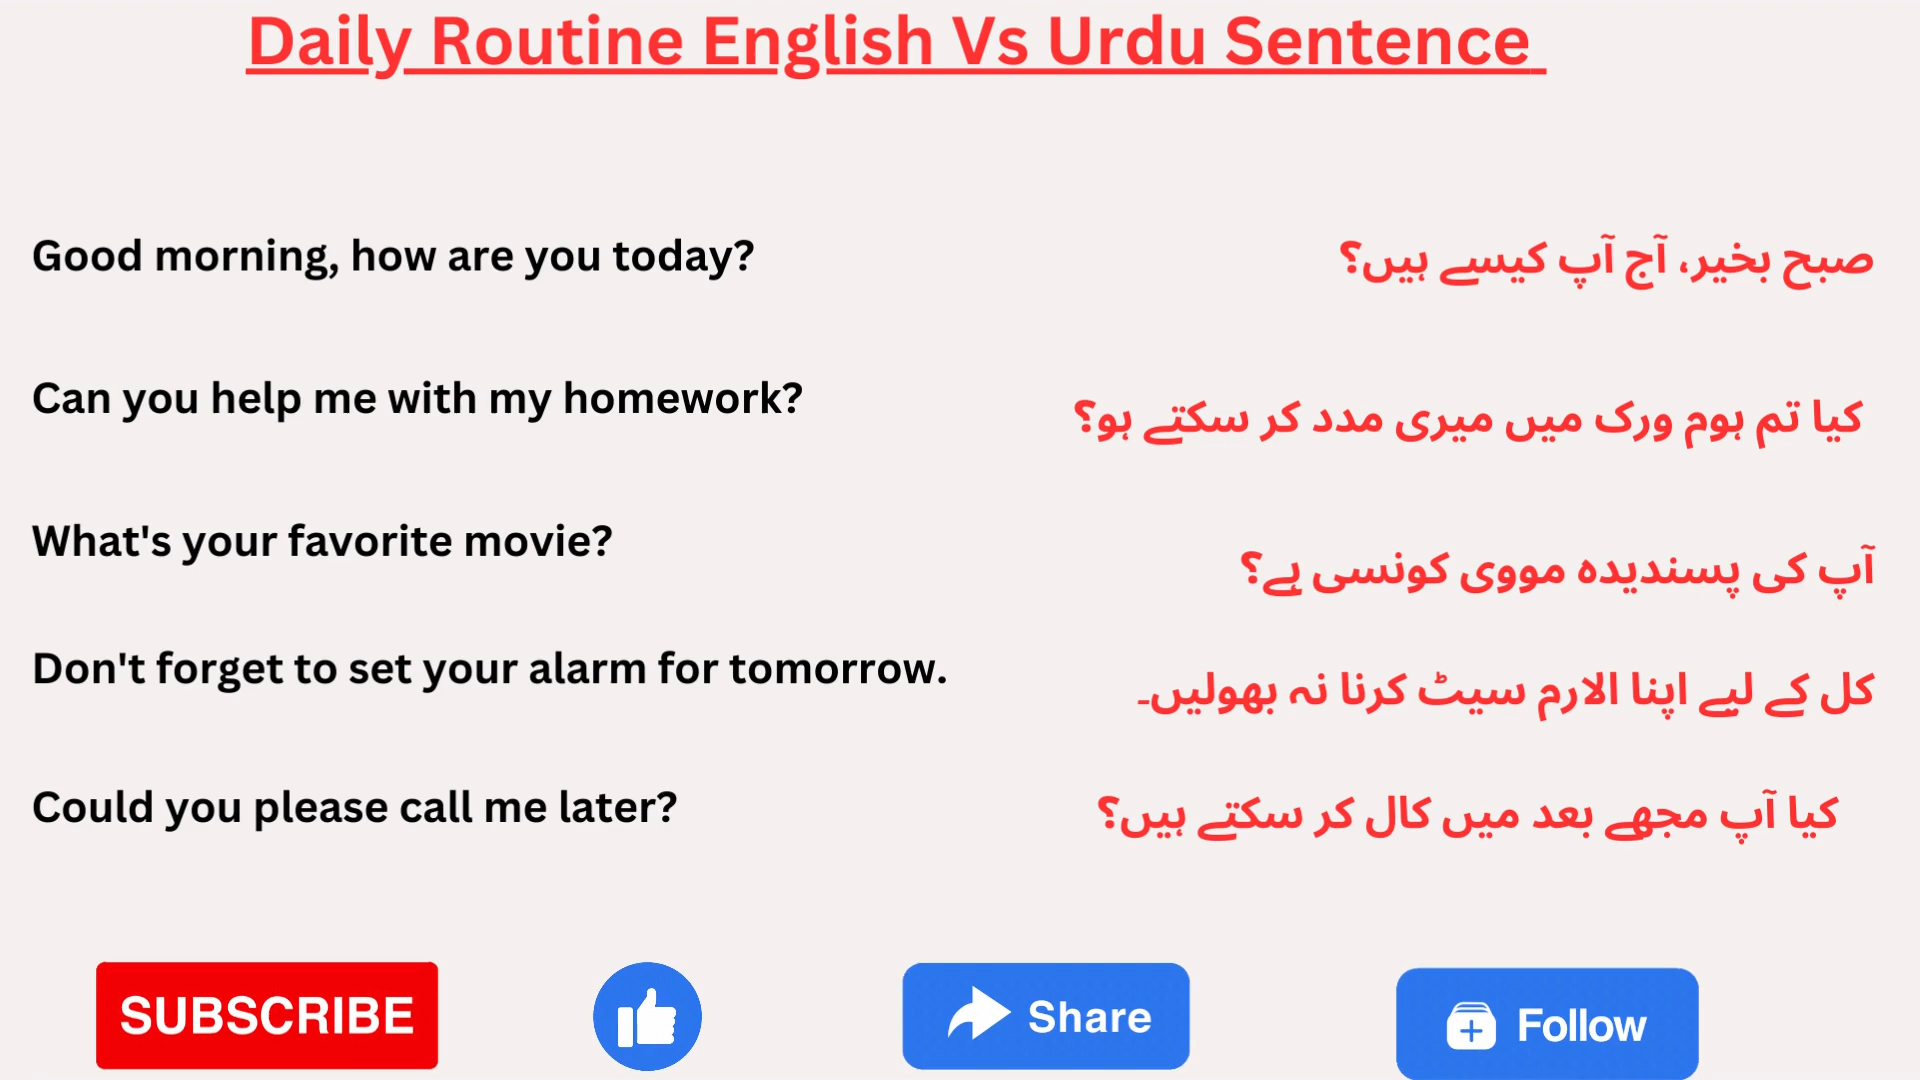 Daily Routine English Vs Urdu Sentence
Good morning, how are you today?
صبح بخیر، آج آپ کیسے ہیں؟
Can you help me with my homework?
کیا تم ہوم ورک میں میری مدد کر سکتے ہو؟
What's your favorite movie?
آپ کی پسندیدہ مووی کونسی ہے؟
Don't forget to set your alarm for tomorrow.
کل کے لیے اپنا الارم سیٹ کرنا نہ بھولیں۔
Could you please call me later?
کیا آپ مجھے بعد میں کال کر سکتے ہیں؟
SUBSCRIBE
Share
Follow